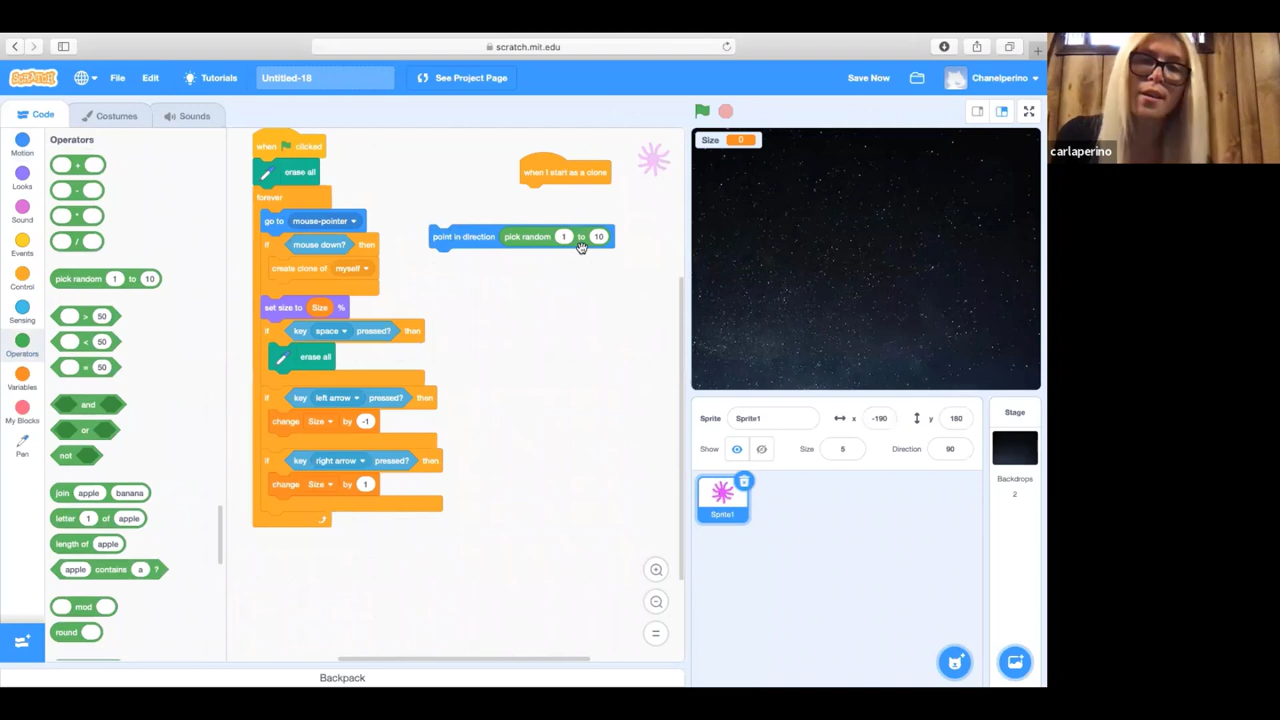 scratch.mit.edu
SCRATCH File Edit Tutorials Untitled-18 See Project Page Save Now Chanelperino
Code Costumes Sounds
Motion
Looks
Sound
Events
Control
Sensing
Operators
Variables
My Blocks
Pen
Operators
+
-
*
/
pick random 1 to 10
> 50
< 50
= 50
and
or
not
join apple banana
letter 1 of apple
length of apple
apple contains a ?
mod
round
when clicked
erase all
forever
go to mouse-pointer
if mouse down? then
create clone of myself
set size to Size %
if key space pressed? then
erase all
if key left arrow pressed? then
change Size by -1
if key right arrow pressed? then
change Size by 1
when I start as a clone
point in direction pick random 1 to 10
Backpack
Size 0
Sprite Sprite1 x -190 y 180
Show Size 5 Direction 90
Sprite1
Stage
Backdrops
2
carlaperino